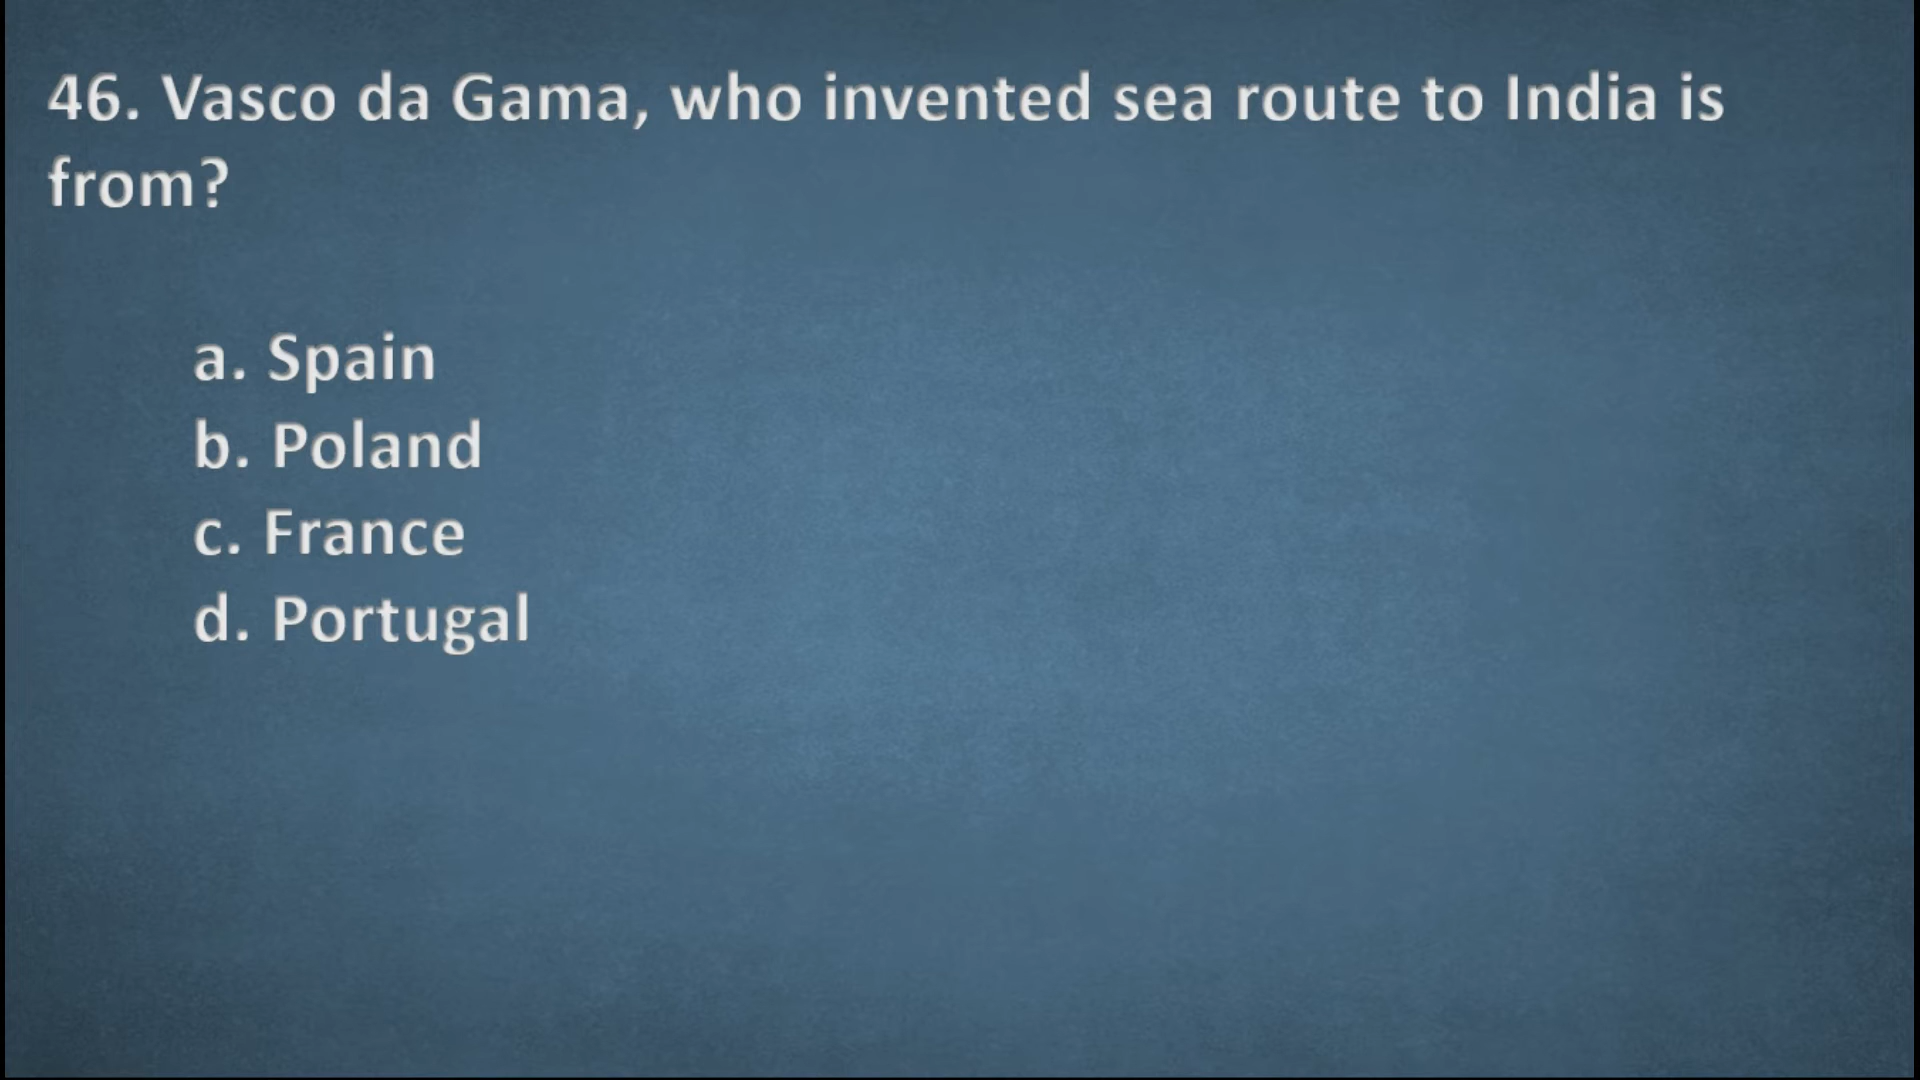 46. Vasco da Gama, who invented sea route to India is
from?
a. Spain
b. Poland
c. France
d. Portugal